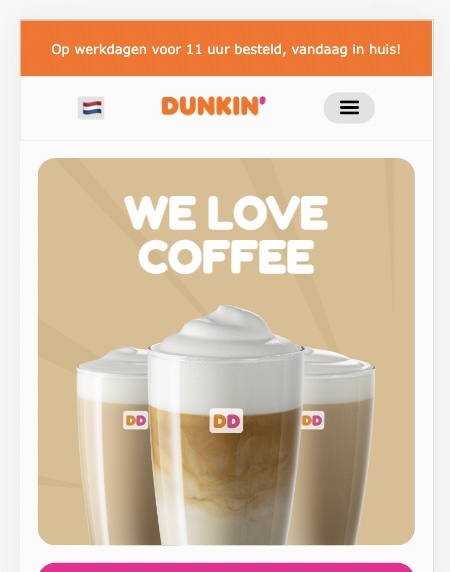 Op werkdagen voor 11 uur besteld, vandaag in huis!
DUNKIN'
WE LOVE
COFFEE
DD
DD
DD